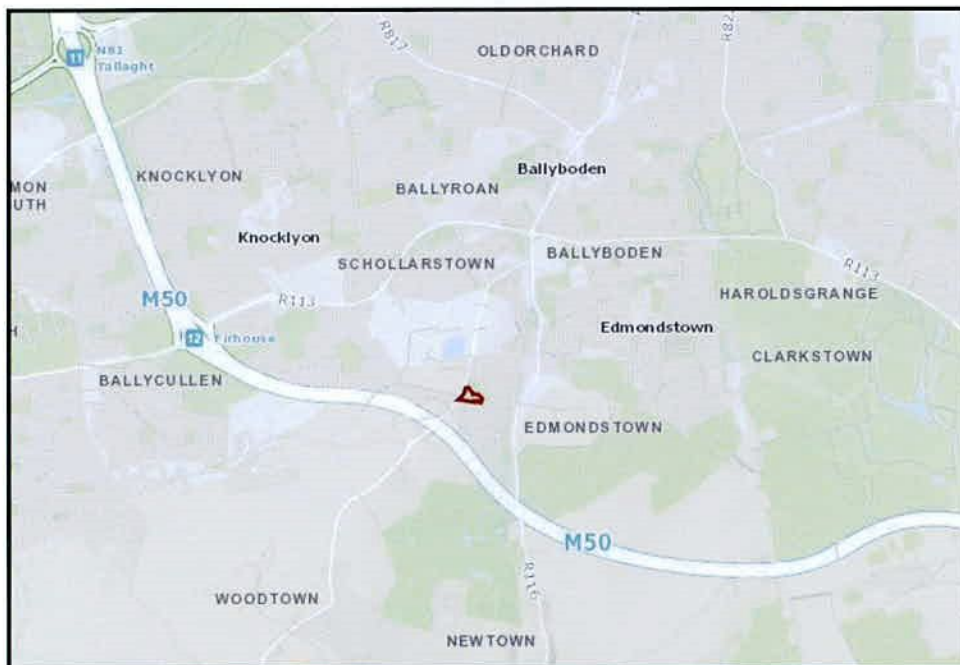 R817
OLDORCHARD
N81
Tallaght
11
Ballyboden
KNOCKLYON
BALLYROAN
MON
UTH
Knocklyon
SCHOLLARSTOWN
BALLYBODEN
R113
M50
R113
HAROLDSGRANGE
Edmondstown
12
Firhouse
CLARKSTOWN
H
BALLYCULLEN
EDMONDSTOWN
M50
R116
WOODTOWN
NEWTOWN